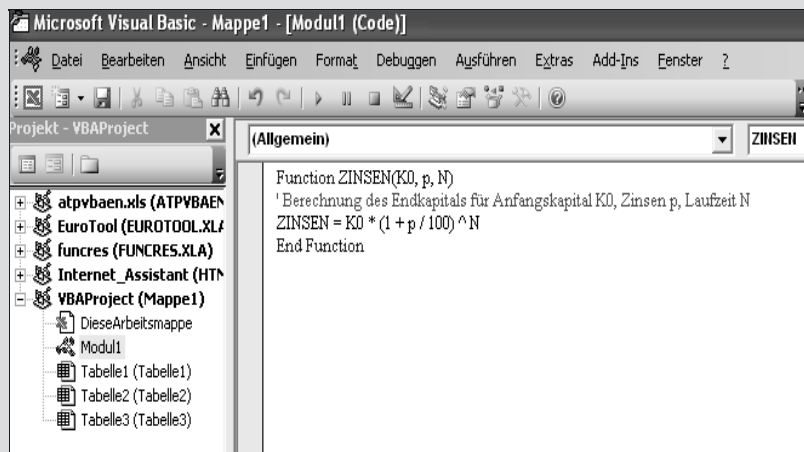 Microsoft Visual Basic - Mappe1 - [Modul1 (Code)]
Datei Bearbeiten Ansicht Einfügen Format Debuggen Ausführen Extras Add-Ins Fenster ?
Projekt - VBAProject
(Allgemein)
ZINSEN
Function ZINSEN(K0, p, N)
' Berechnung des Endkapitals für Anfangskapital K0, Zinsen p, Laufzeit N
ZINSEN = K0 * (1 + p / 100) ^ N
End Function
atpvbaen.xls (ATPVBAEN
EuroTool (EUROTOOL.XLA
funcres (FUNCRES.XLA)
Internet_Assistant (HTM
VBAProject (Mappe1)
DieseArbeitsmappe
Modul1
Tabelle1 (Tabelle1)
Tabelle2 (Tabelle2)
Tabelle3 (Tabelle3)